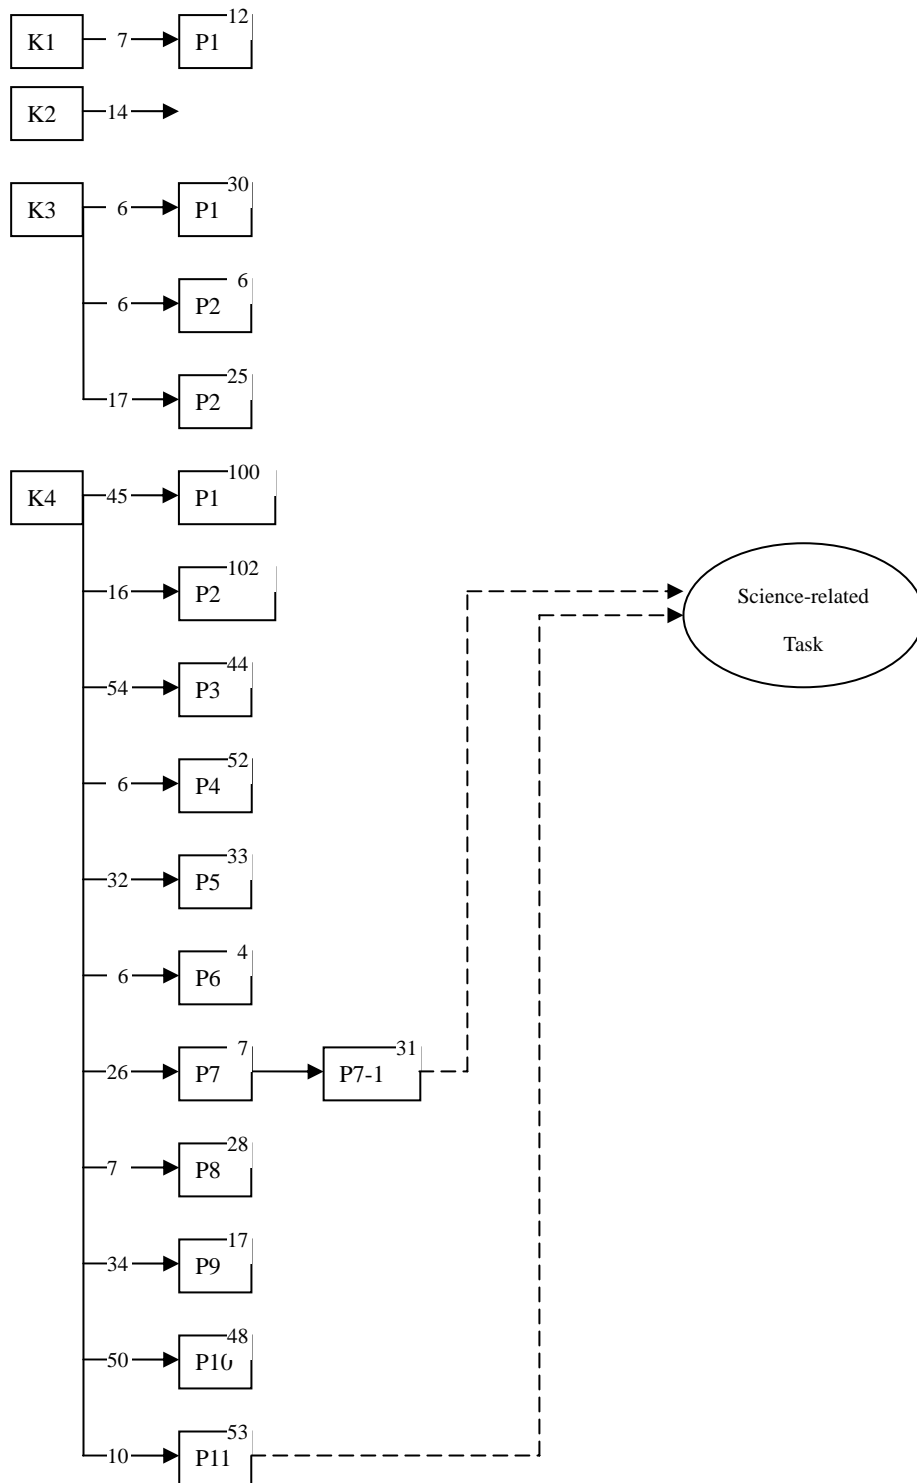 12
K1 7 P1
K2 14
30
K3 6 P1
6
6 P2
25
17 P2
100
K4 45 P1
102
16 P2
Science-related
Task
44
54 P3
52
6 P4
33
32 P5
4
6 P6
7 31
26 P7 P7-1
28
7 P8
17
34 P9
48
50 P10
53
10 P11